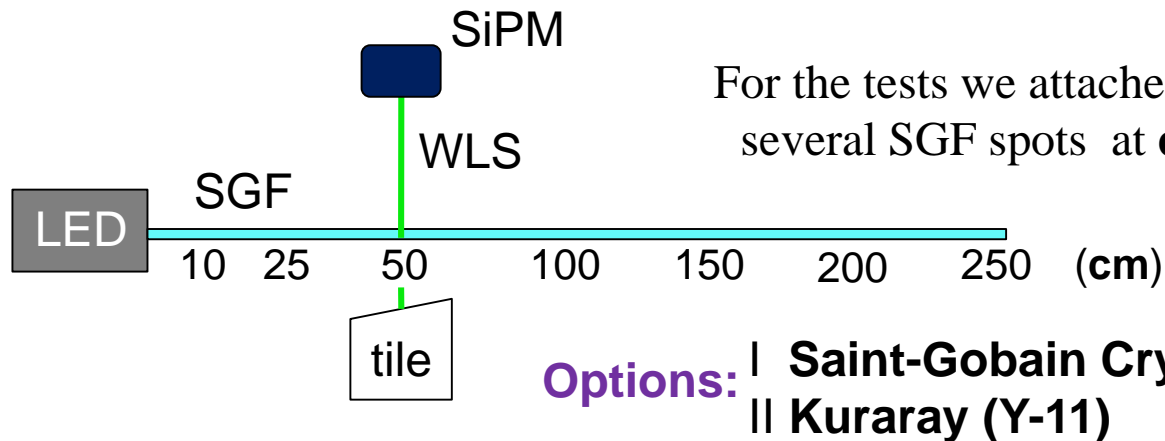 SiPM
For the tests we attache
several SGF spots at
WLS
SGF
LED
10 25 50 100 150 200 250 (cm)
tile
Options: I Saint-Gobain Cry
II Kuraray (Y-11)